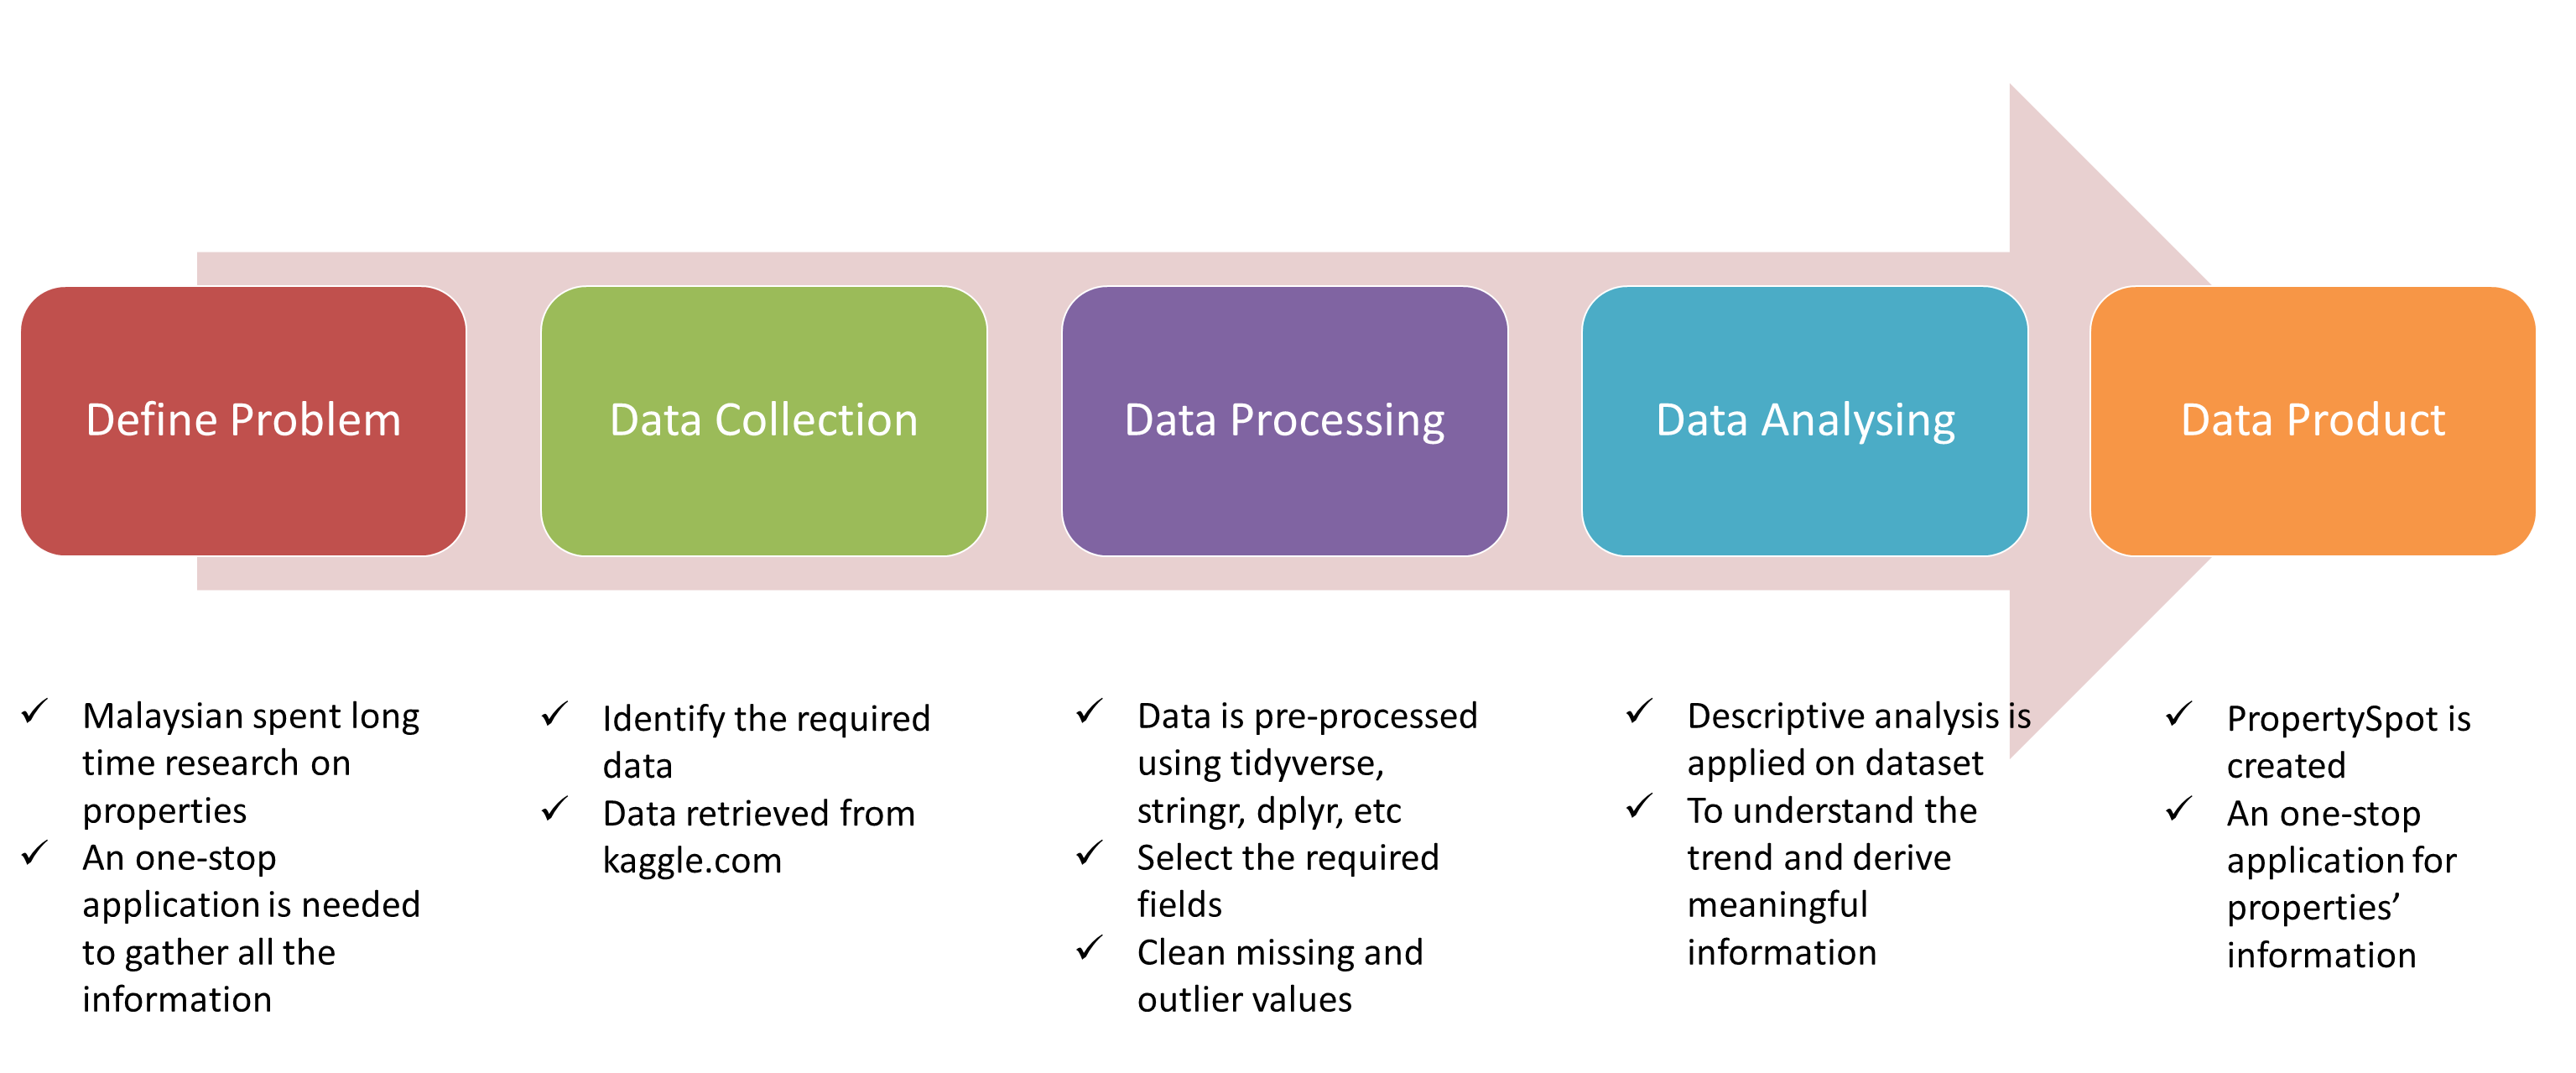 Define Problem
Data Collection
Data Processing
Data Analysing
Data Product
✓ Malaysian spent long
time research on
properties
✓ An one-stop
application is needed
to gather all the
information
✓ Identify the required
data
✓ Data retrieved from
kaggle.com
✓ Data is pre-processed
using tidyverse,
stringr, dplyr, etc
✓ Select the required
fields
✓ Clean missing and
outlier values
✓ Descriptive analysis is
applied on dataset
✓ To understand the
trend and derive
meaningful
information
✓ PropertySpot is
created
✓ An one-stop
application for
properties’
information